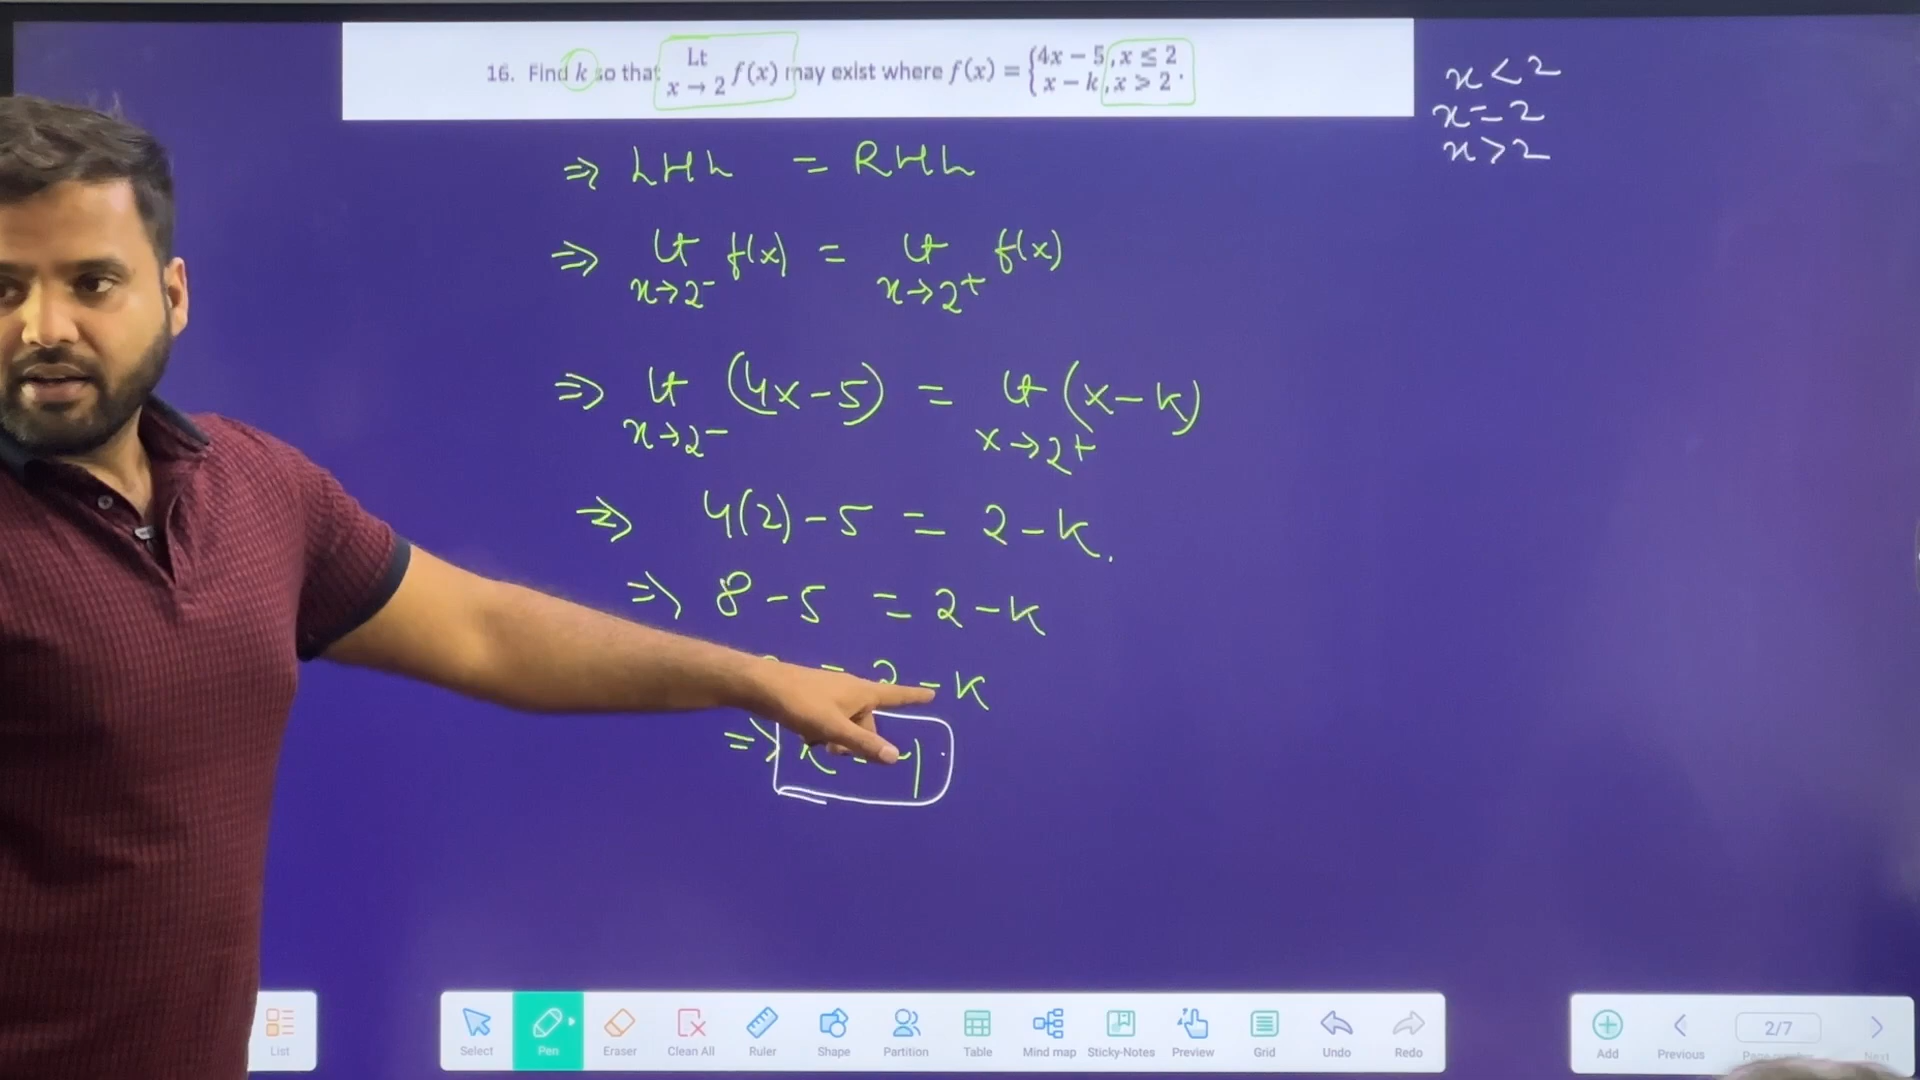 16. Find k so that Lt x → 2 f(x) may exist where f(x) = {4x − 5, x ≤ 2
x − k, x > 2 .
x < 2
x = 2
x > 2
⇒ LHL = RHL
⇒ Lt x→2⁻ f(x) = Lt x→2⁺ f(x)
⇒ Lt x→2⁻ (4x−5) = Lt x→2⁺ (x−k)
⇒ 4(2)−5 = 2−k.
⇒ 8−5 = 2−k
= 2−k
⇒
List
Select
Pen
Eraser
Clean All
Ruler
Shape
Partition
Table
Mind map
Sticky-Notes
Preview
Grid
Undo
Redo
Add
Previous
2/7
Next